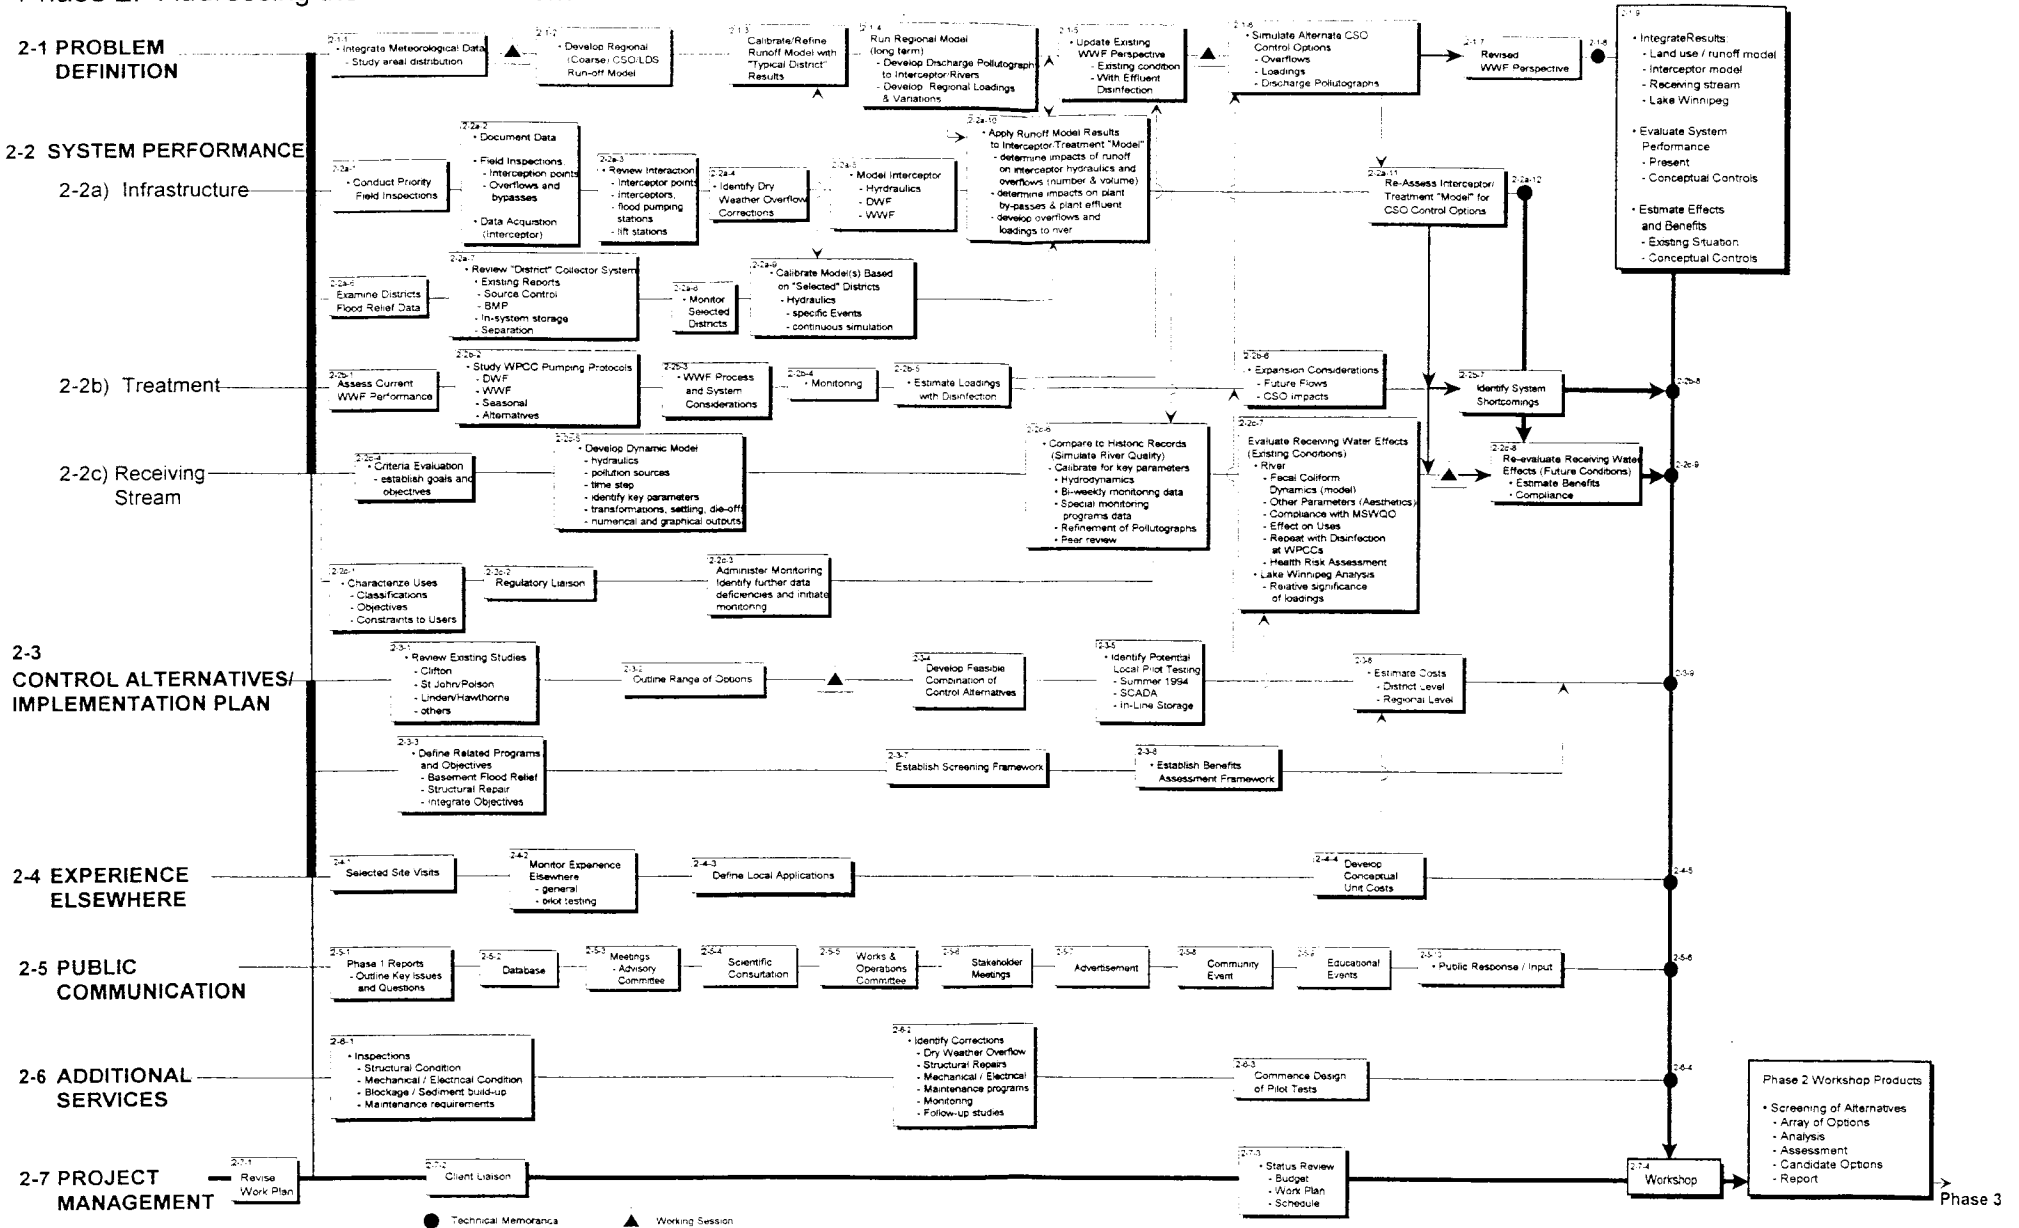 2-1 PROBLEM
DEFINITION
2-1-1
• Integrate Meteorological Data
- Study areal distribution
2-1-2
• Develop Regional
(Coarse) CSO/LDS
Run-off Model
2-1-3
Calibrate/Refine
Runoff Model with
"Typical District"
Results
2-1-4
Run Regional Model
(long term)
- Develop Discharge Pollutograph
to Interceptor/Rivers
- Develop Regional Loadings
& Variations
2-1-5
• Update Existing
WWF Perspective
- Existing condition
- With Effluent
Disinfection
2-1-6
• Simulate Alternate CSO
Control Options
- Overflows
- Loadings
- Discharge Pollutographs
2-1-7
Revised
WWF Perspective
2-1-8
2-1-9
• IntegrateResults:
- Land use / runoff model
- Interceptor model
- Receiving stream
- Lake Winnipeg
• Evaluate System
Performance
- Present
- Conceptual Controls
• Estimate Effects
and Benefits
- Existing Situation
- Conceptual Controls
2-2 SYSTEM PERFORMANCE
2-2a) Infrastructure
2-2a-1
• Conduct Priority
Field Inspections
2-2a-2
• Document Data
• Field Inspections
- Interception points
- Overflows and
bypasses
• Data Acquistion
(Interceptor)
2-2a-3
• Review Interaction
- Interceptor points
- interceptors,
- flood pumping
stations
- lift stations
2-2a-4
• Identify Dry
Weather Overflow
Corrections
2-2a-5
• Model Interceptor
- Hyrdraulics
- DWF
- WWF
2-2a-10
• Apply Runoff Model Results
to Interceptor/Treatment "Model"
- determine impacts of runoff
on interceptor hydraulics and
overflows (number & volume)
- determine impacts on plant
by-passes & plant effluent
- develop overflows and
loadings to river
2-2a-11
Re-Assess Interceptor/
Treatment "Model" for
CSO Control Options
2-2a-12
2-2a-6
Examine Districts
Flood Relief Data
2-2a-7
• Review "District" Collector System
- Existing Reports
- Source Control
- BMP
- In-system storage
- Separation
2-2a-8
• Monitor
Selected
Districts
2-2a-9
• Calibrate Model(s) Based
on "Selected" Districts
- Hydraulics
- specific Events
- continuous simulation
2-2b) Treatment
2-2b-1
Assess Current
WWF Performance
2-2b-2
• Study WPCC Pumping Protocols
- DWF
- WWF
- Seasonal
- Alternatives
2-2b-3
• WWF Process
and System
Considerations
2-2b-4
• Monitoring
2-2b-5
• Estimate Loadings
with Disinfection
2-2b-6
• Expansion Considerations
- Future Flows
- CSO impacts
2-2b-7
Identify System
Shortcomings
2-2b-8
2-2c) Receiving
Stream
2-2c-4
• Criteria Evaluation
- establish goals and
objectives
2-2c-5
• Develop Dynamic Model
- hydraulics
- pollution sources
- time step
- identify key parameters
- transformations, settling, die-off
- numerical and graphical outputs
2-2c-6
• Compare to Historic Records
(Simulate River Quality)
- Calibrate for key parameters
• Hydrodynamics
• Bi-weekly monitoring data
• Special monitoring
programs data
• Refinement of Pollutographs
• Peer review
2-2c-7
Evaluate Receiving Water Effects
(Existing Conditions)
• River
- Fecal Coliform
Dynamics (model)
- Other Parameters (Aesthetics)
- Compliance with MSWQO
- Effect on Uses
- Repeat with Disinfection
at WPCCs
- Health Risk Assessment
• Lake Winnipeg Analysis
- Relative significance
of loadings
2-2c-8
Re-evaluate Receiving Water
Effects (Future Conditions)
• Estimate Benefits
• Compliance
2-2c-9
2-2c-1
• Characterize Uses
- Classifications
- Objectives
- Constraints to Users
2-2c-2
Regulatory Liaison
2-2c-3
Administer Monitoring
Identify further data
deficiencies and initiate
monitoring
2-3
CONTROL ALTERNATIVES/
IMPLEMENTATION PLAN
2-3-1
• Review Existing Studies
- Clifton
- St John/Polson
- Linden/Hawthorne
- others
2-3-2
Outline Range of Options
2-3-4
Develop Feasible
Combination of
Control Alternatives
2-3-5
• Identify Potential
Local Pilot Testing
- Summer 1994
- SCADA
- In-Line Storage
2-3-6
• Estimate Costs
- District Level
- Regional Level
2-3-9
2-3-3
• Define Related Programs
and Objectives
- Basement Flood Relief
- Structural Repair
- Integrate Objectives
2-3-7
Establish Screening Framework
2-3-8
• Establish Benefits
Assessment Framework
2-4 EXPERIENCE
ELSEWHERE
2-4-1
Selected Site Visits
2-4-2
Monitor Experience
Elsewhere
- general
- pilot testing
2-4-3
Define Local Applications
2-4-4
Develop
Conceptual
Unit Costs
2-4-5
2-5 PUBLIC
COMMUNICATION
2-5-1
Phase 1 Reports
- Outline Key Issues
and Questions
2-5-2
Database
2-5-3
Meetings
- Advisory
Committee
2-5-4
Scientific
Consultation
2-5-5
Works &
Operations
Committee
2-5-6
Stakeholder
Meetings
2-5-7
Advertisement
2-5-8
Community
Event
2-5-9
Educational
Events
2-5-10
• Public Response / Input
2-5-6
2-6 ADDITIONAL
SERVICES
2-6-1
• Inspections
- Structural Condition
- Mechanical / Electrical Condition
- Blockage / Sediment build-up
- Maintenance requirements
2-6-2
• Identify Corrections
- Dry Weather Overflow
- Structural Repairs
- Mechanical / Electrical
- Maintenance programs
- Monitoring
- Follow-up studies
2-6-3
Commence Design
of Pilot Tests
2-6-4
Phase 2 Workshop Products
• Screening of Alternatives
- Array of Options
- Analysis
- Assessment
- Candidate Options
- Report
2-7 PROJECT
MANAGEMENT
2-7-1
Revise
Work Plan
2-7-2
Client Liaison
2-7-3
• Status Review
- Budget
- Work Plan
- Schedule
2-7-4
Workshop
Phase 3
Technical Memoranda
Working Session